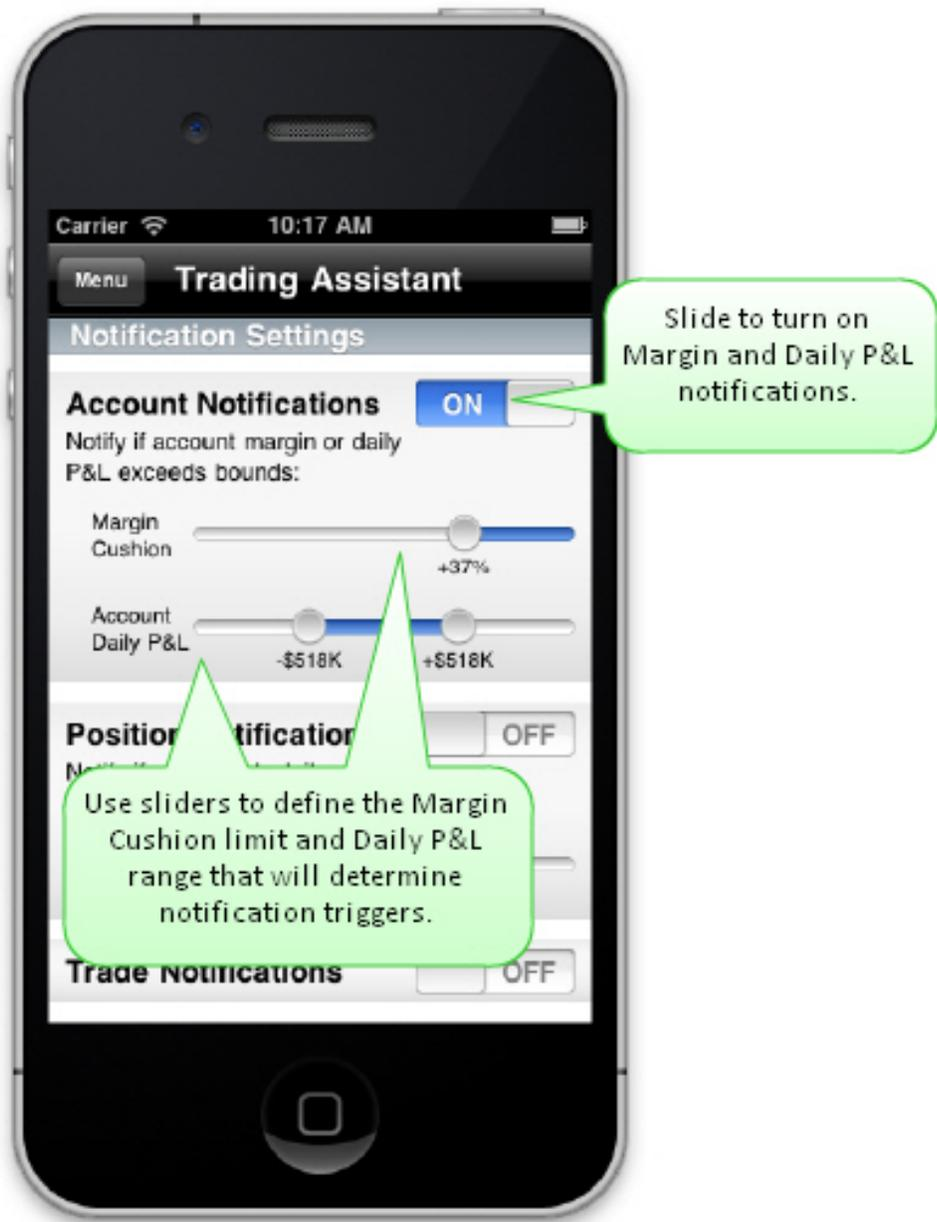 Carrier 10:17 AM
Menu Trading Assistant
Notification Settings
Account Notifications ON
Notify if account margin or daily
P&L exceeds bounds:
Margin
Cushion
+37%
Account
Daily P&L
-$518K +$518K
OFF
Trade Notifications OFF
Slide to turn on
Margin and Daily P&L
notifications.
Use sliders to define the Margin
Cushion limit and Daily P&L
range that will determine
notification triggers.